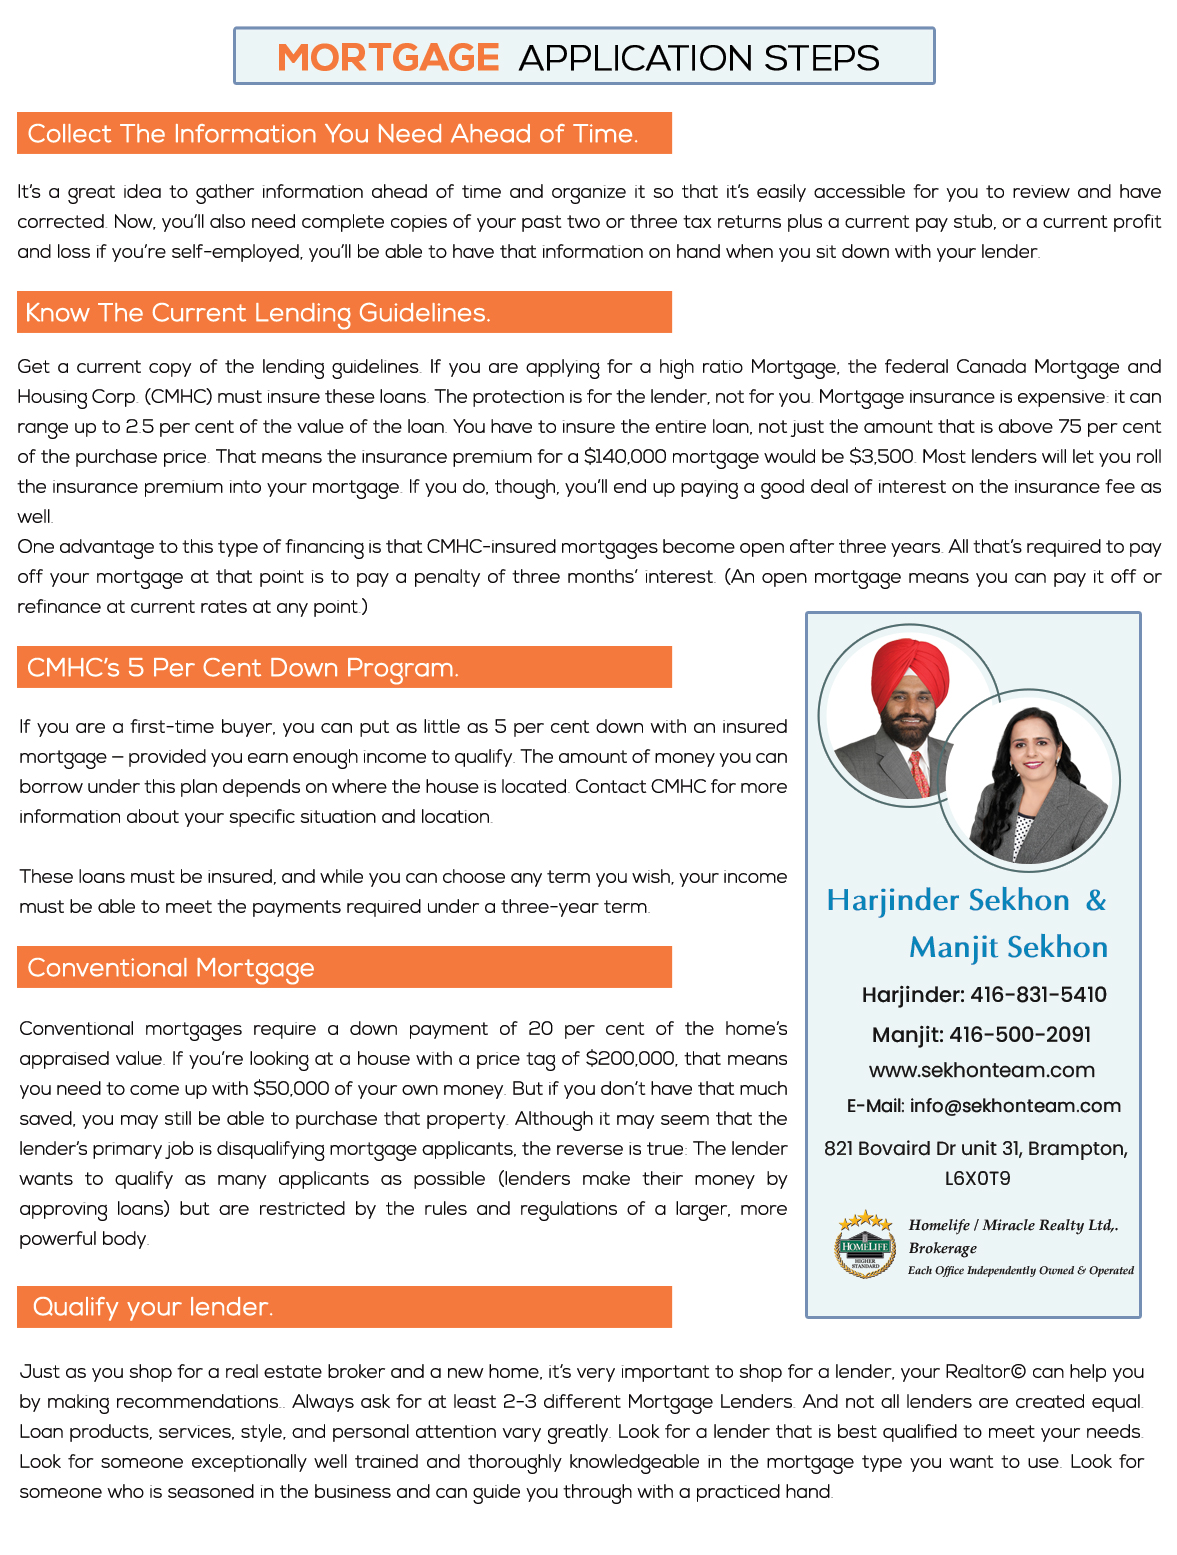 MORTGAGE APPLICATION STEPS
Collect The Information You Need Ahead of Time.
It's a great idea to gather information ahead of time and organize it so that it's easily accessible for you to review and have
corrected. Now, you'll also need complete copies of your past two or three tax returns plus a current pay stub, or a current profit
and loss if you're self-employed, you'll be able to have that information on hand when you sit down with your lender.
Know The Current Lending Guidelines.
Get a current copy of the lending guidelines. If you are applying for a high ratio Mortgage, the federal Canada Mortgage and
Housing Corp. (CMHC) must insure these loans. The protection is for the lender, not for you. Mortgage insurance is expensive: it can
range up to 2.5 per cent of the value of the loan. You have to insure the entire loan, not just the amount that is above 75 per cent
of the purchase price. That means the insurance premium for a $140,000 mortgage would be $3,500. Most lenders will let you roll
the insurance premium into your mortgage. If you do, though, you'll end up paying a good deal of interest on the insurance fee as
well.
One advantage to this type of financing is that CMHC-insured mortgages become open after three years. All that's required to pay
off your mortgage at that point is to pay a penalty of three months' interest. (An open mortgage means you can pay it off or
refinance at current rates at any point.)
CMHC's 5 Per Cent Down Program.
If you are a first-time buyer, you can put as little as 5 per cent down with an insured
mortgage – provided you earn enough income to qualify. The amount of money you can
borrow under this plan depends on where the house is located. Contact CMHC for more
information about your specific situation and location.
These loans must be insured, and while you can choose any term you wish, your income
must be able to meet the payments required under a three-year term.
Conventional Mortgage
Conventional mortgages require a down payment of 20 per cent of the home's
appraised value. If you're looking at a house with a price tag of $200,000, that means
you need to come up with $50,000 of your own money. But if you don't have that much
saved, you may still be able to purchase that property. Although it may seem that the
lender's primary job is disqualifying mortgage applicants, the reverse is true: The lender
wants to qualify as many applicants as possible (lenders make their money by
approving loans) but are restricted by the rules and regulations of a larger, more
powerful body.
Harjinder Sekhon &
Manjit Sekhon
Harjinder: 416-831-5410
Manjit: 416-500-2091
www.sekhonteam.com
E-Mail: info@sekhonteam.com
821 Bovaird Dr unit 31, Brampton,
L6X0T9
HOMELIFE
HIGHER
STANDARD
Homelife / Miracle Realty Ltd,.
Brokerage
Each Office Independently Owned & Operated
Qualify your lender.
Just as you shop for a real estate broker and a new home, it's very important to shop for a lender, your Realtor© can help you
by making recommendations.. Always ask for at least 2-3 different Mortgage Lenders. And not all lenders are created equal.
Loan products, services, style, and personal attention vary greatly. Look for a lender that is best qualified to meet your needs.
Look for someone exceptionally well trained and thoroughly knowledgeable in the mortgage type you want to use. Look for
someone who is seasoned in the business and can guide you through with a practiced hand.